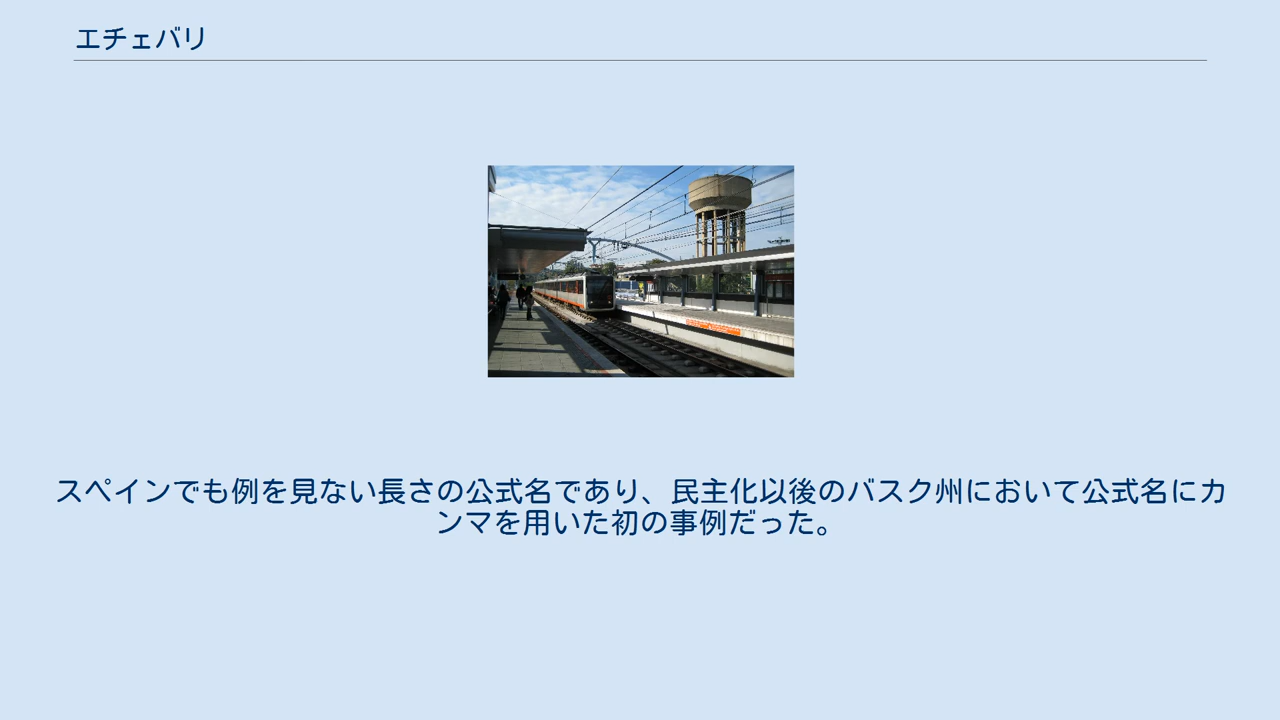 エチェバリ
スペインでも例を見ない長さの公式名であり、民主化以後のバスク州において公式名にカ
ンマを用いた初の事例だった。